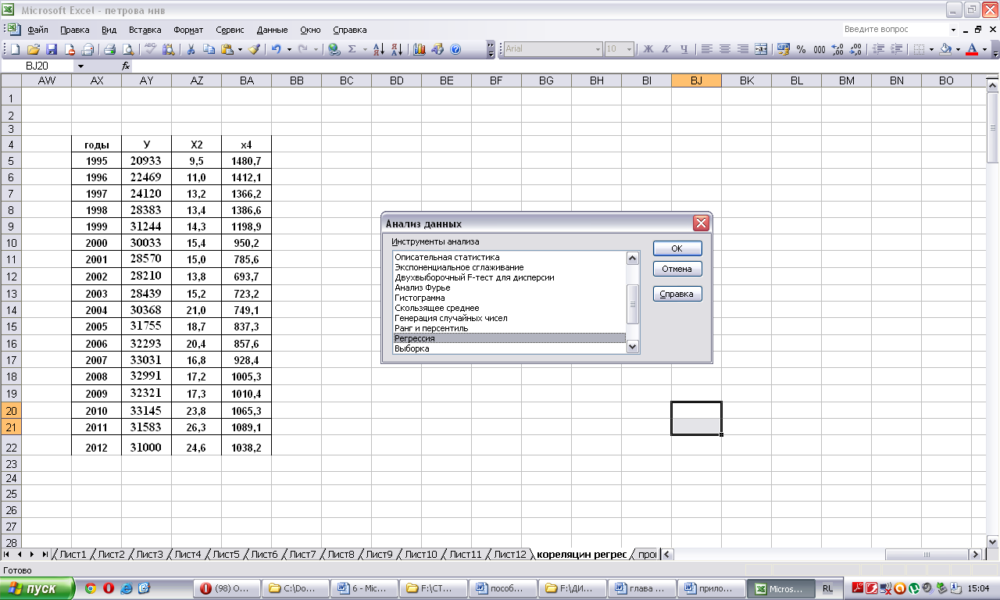 Microsoft Excel - петрова инв
Файл Правка Вид Вставка Формат Сервис Данные Окно Справка Введите вопрос
Arial 10 Ж К Ч % 000
BJ20 fx
AW AX AY AZ BA BB BC BD BE BF BG BH BI BJ BK BL BM BN BO
1
2
3
4 годы У Х2 х4
5 1995 20933 9,5 1480,7
6 1996 22469 11,0 1412,1
7 1997 24120 13,2 1366,2
8 1998 28383 13,4 1386,6
9 1999 31244 14,3 1198,9
10 2000 30033 15,4 950,2
11 2001 28570 15,0 785,6
12 2002 28210 13,8 693,7
13 2003 28439 15,2 723,2
14 2004 30368 21,0 749,1
15 2005 31755 18,7 837,3
16 2006 32293 20,4 857,6
17 2007 33031 16,8 928,4
18 2008 32991 17,2 1005,3
19 2009 32321 17,3 1010,4
20 2010 33145 23,8 1065,3
21 2011 31583 26,3 1089,1
22 2012 31000 24,6 1038,2
23
24
25
26
27
28
Анализ данных
Инструменты анализа
Описательная статистика
Экспоненциальное сглаживание
Двухвыборочный F-тест для дисперсии
Анализ Фурье
Гистограмма
Скользящее среднее
Генерация случайных чисел
Ранг и персентиль
Регрессия
Выборка
ОК
Отмена
Справка
Лист1 Лист2 Лист3 Лист4 Лист5 Лист6 Лист7 Лист8 Лист9 Лист10 Лист11 Лист12 кореляцин регрес
Готово
пуск (98) О... C:\Do... 6 - Mic... F:\СТ... пособ... F:\ДИ... глава ... прило... Micros... RL 15:04